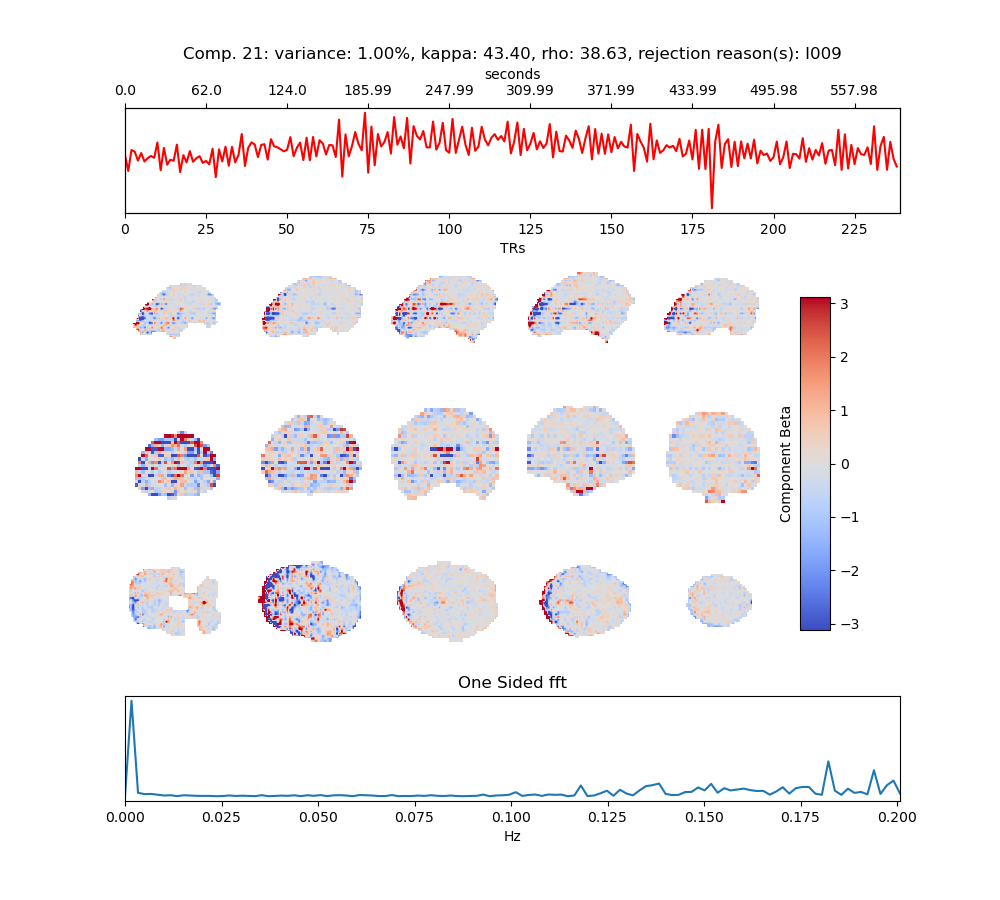 Comp. 21: variance: 1.00%, kappa: 43.40, rho: 38.63, rejection reason(s): I009
seconds
0.0 62.0 124.0 185.99 247.99 309.99 371.99 433.99 495.98 557.98
0 25 50 75 100 125 150 175 200 225
TRs
3
2
1
0
−1
−2
−3
Component Beta
One Sided fft
0.000 0.025 0.050 0.075 0.100 0.125 0.150 0.175 0.200
Hz